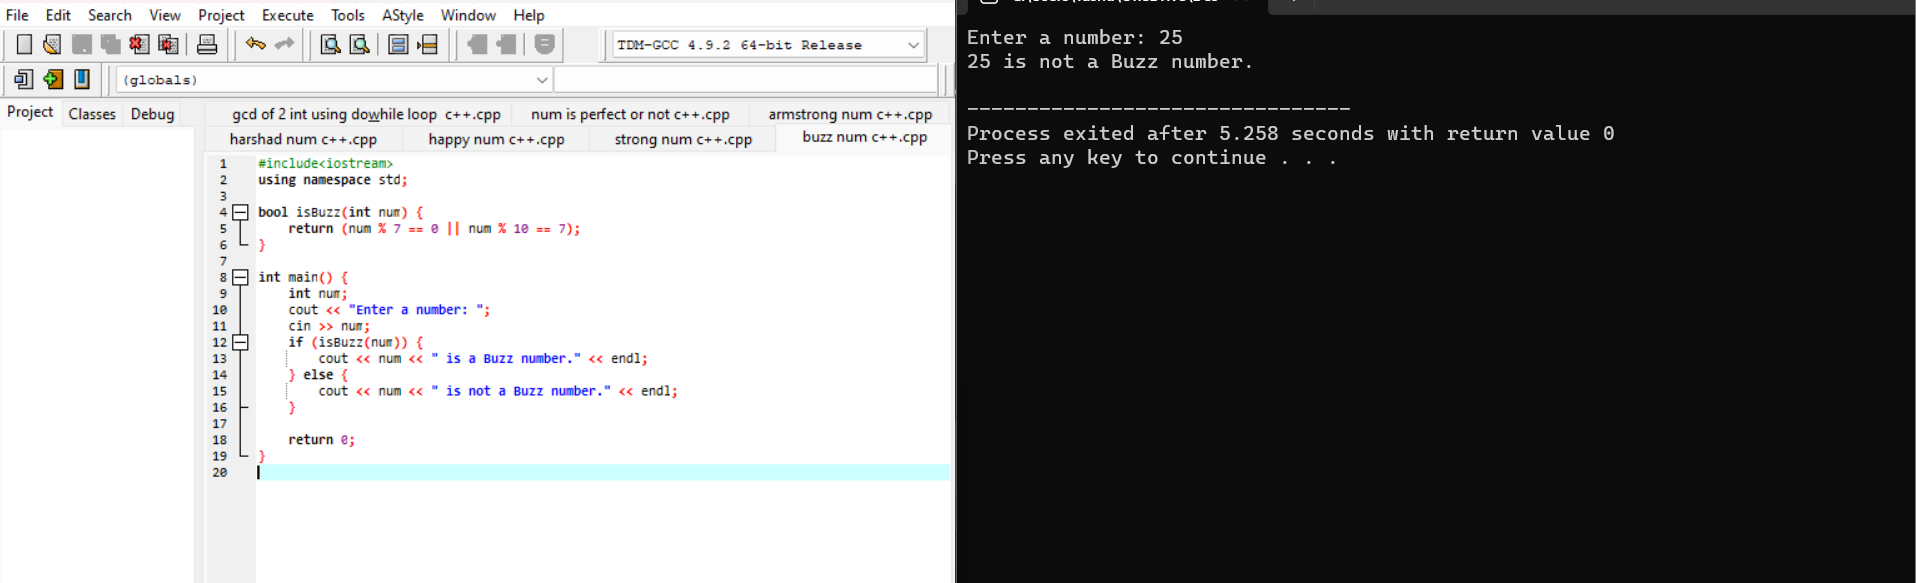 File Edit Search View Project Execute Tools AStyle Window Help
TDM-GCC 4.9.2 64-bit Release
(globals)
Project Classes Debug
gcd of 2 int using dowhile loop c++.cpp num is perfect or not c++.cpp armstrong num c++.cpp
harshad num c++.cpp happy num c++.cpp strong num c++.cpp buzz num c++.cpp
1 #include<iostream>
2 using namespace std;
3
4 bool isBuzz(int num) {
5 return (num % 7 == 0 || num % 10 == 7);
6 }
7
8 int main() {
9 int num;
10 cout << "Enter a number: ";
11 cin >> num;
12 if (isBuzz(num)) {
13 cout << num << " is a Buzz number." << endl;
14 } else {
15 cout << num << " is not a Buzz number." << endl;
16 }
17
18 return 0;
19 }
20
Enter a number: 25
25 is not a Buzz number.
--------------------------------
Process exited after 5.258 seconds with return value 0
Press any key to continue . . .